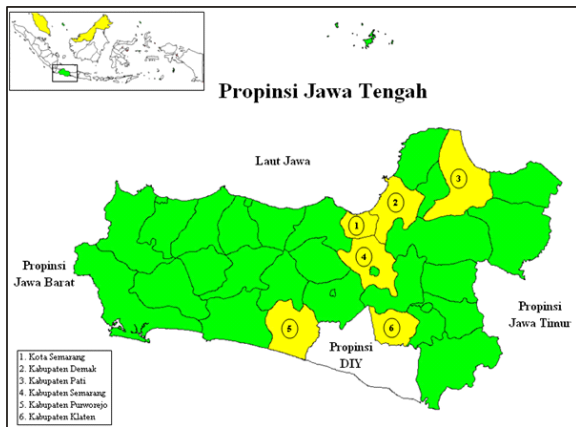 Propinsi Jawa Tengah
Laut Jawa
3
2
1
4
Propinsi
Jawa Barat
Propinsi
Jawa Timur
5
6
Propinsi
DIY
1. Kota Semarang
2. Kabupaten Demak
3. Kabupaten Pati
4. Kabupaten Semarang
5. Kabupaten Purworejo
6. Kabupaten Klaten